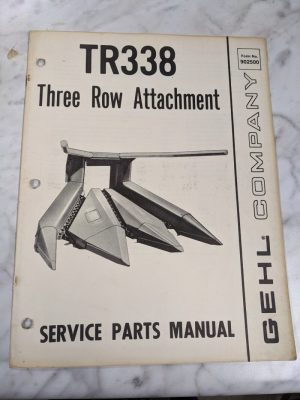 TR338
Three Row Attachment
Form No.
902500
GEHL COMPANY
SERVICE PARTS MANUAL